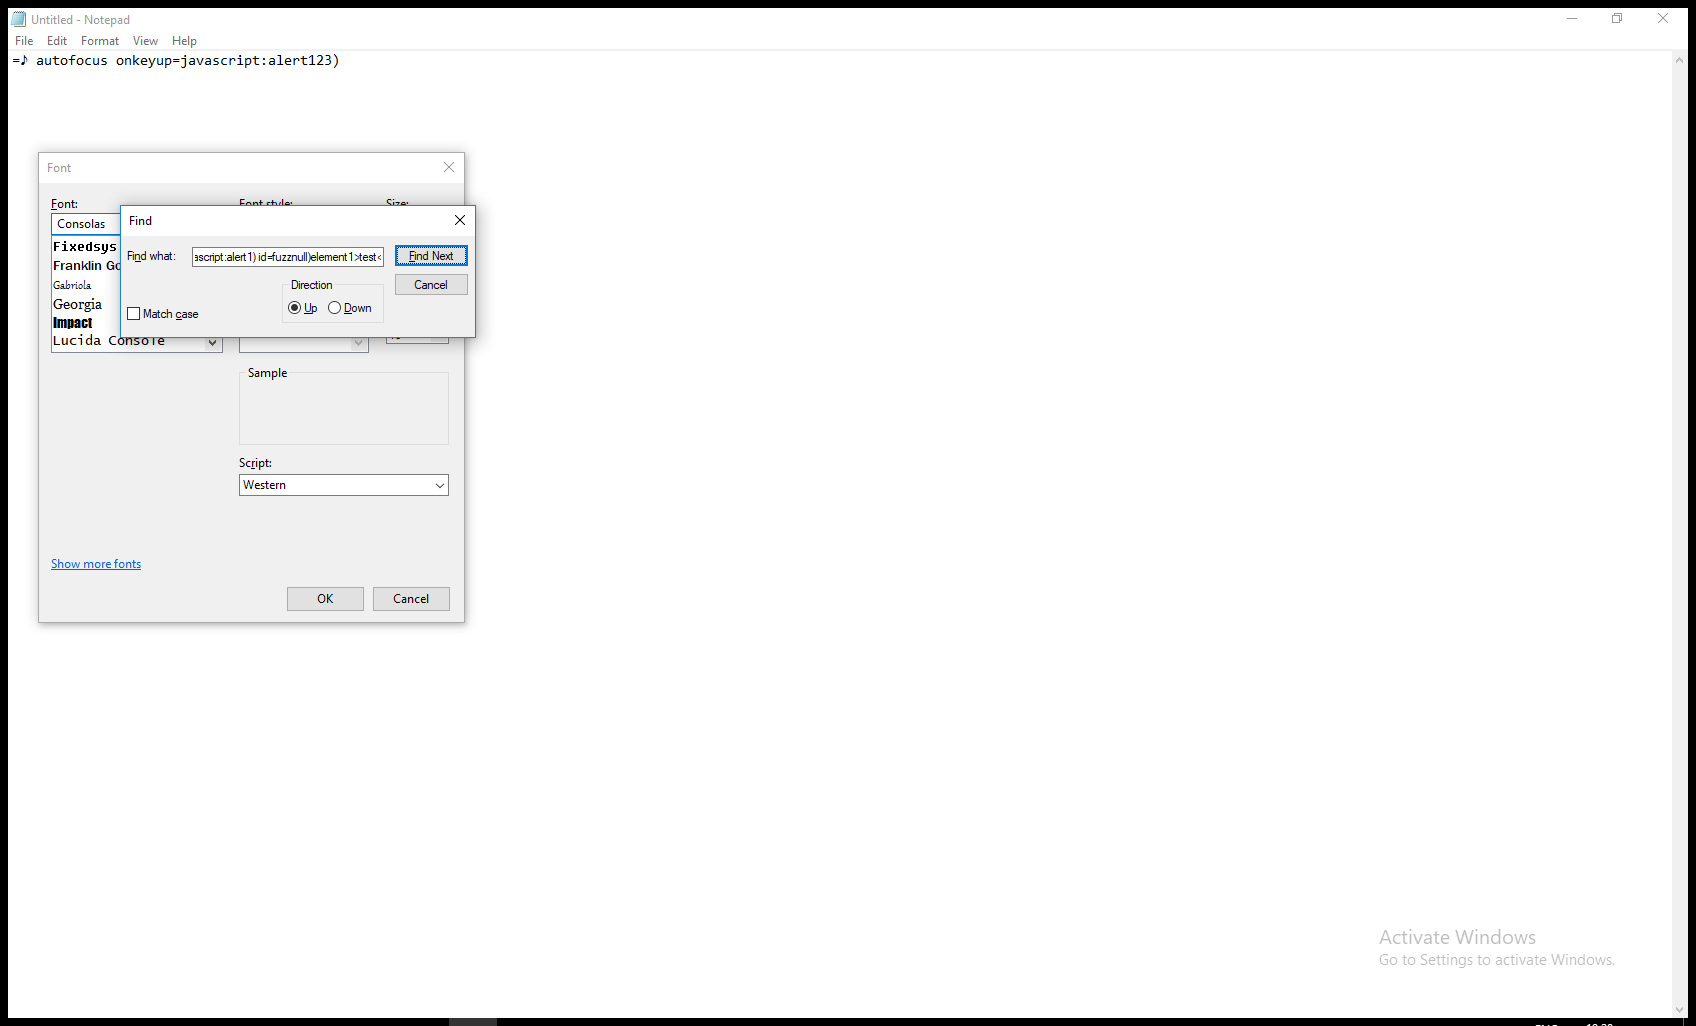 Untitled - Notepad
File Edit Format View Help
=♪ autofocus onkeyup=javascript:alert123)
Font
Font: Font style: Size:
Consolas
Fixedsys
Franklin Go
Gabriola
Georgia
Impact
Lucida Console
Find
Find what: ascript:alert1) id=fuzznull)element1>test< Find Next
Direction Cancel
Up Down
Match case
Sample
Script:
Western
Show more fonts
OK Cancel
Activate Windows
Go to Settings to activate Windows.